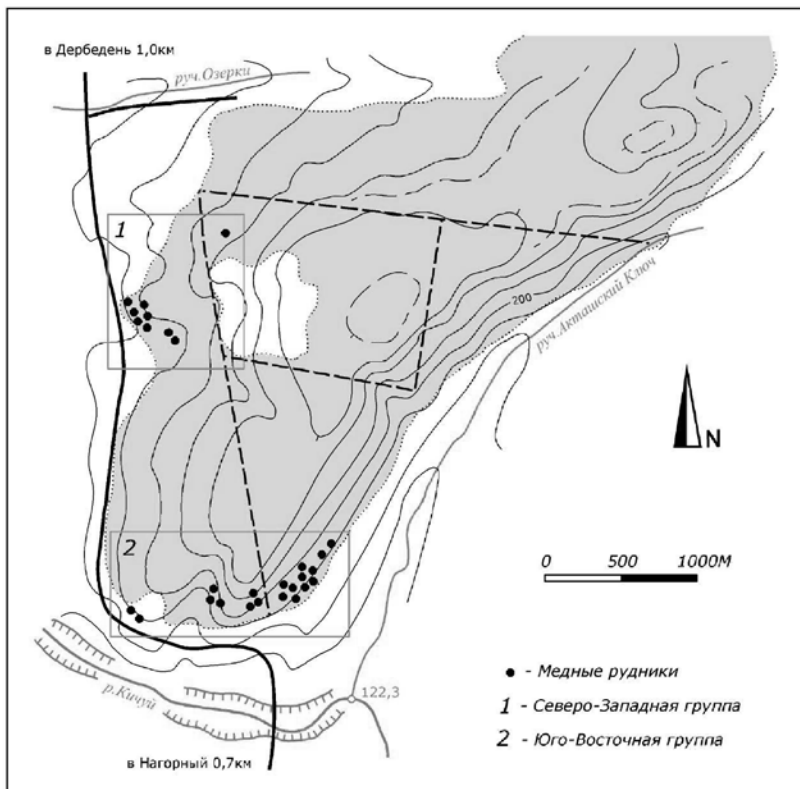 в Дербедень 1,0км
руч.Озерки
1
200
руч.Акташский Ключ
N
2
0 500 1000М
р.Кичуй
122,3
в Нагорный 0,7км
- Медные рудники
1 - Северо-Западная группа
2 - Юго-Восточная группа